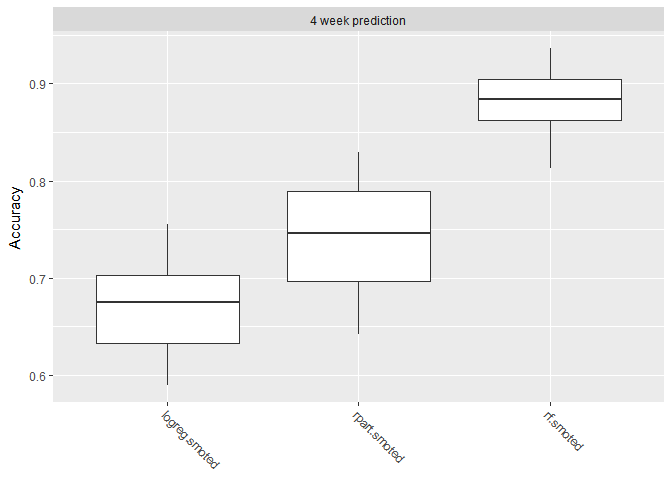 4 week prediction
Accuracy
0.9
0.8
0.7
0.6
logreg.smoted
rpart.smoted
rf.smoted